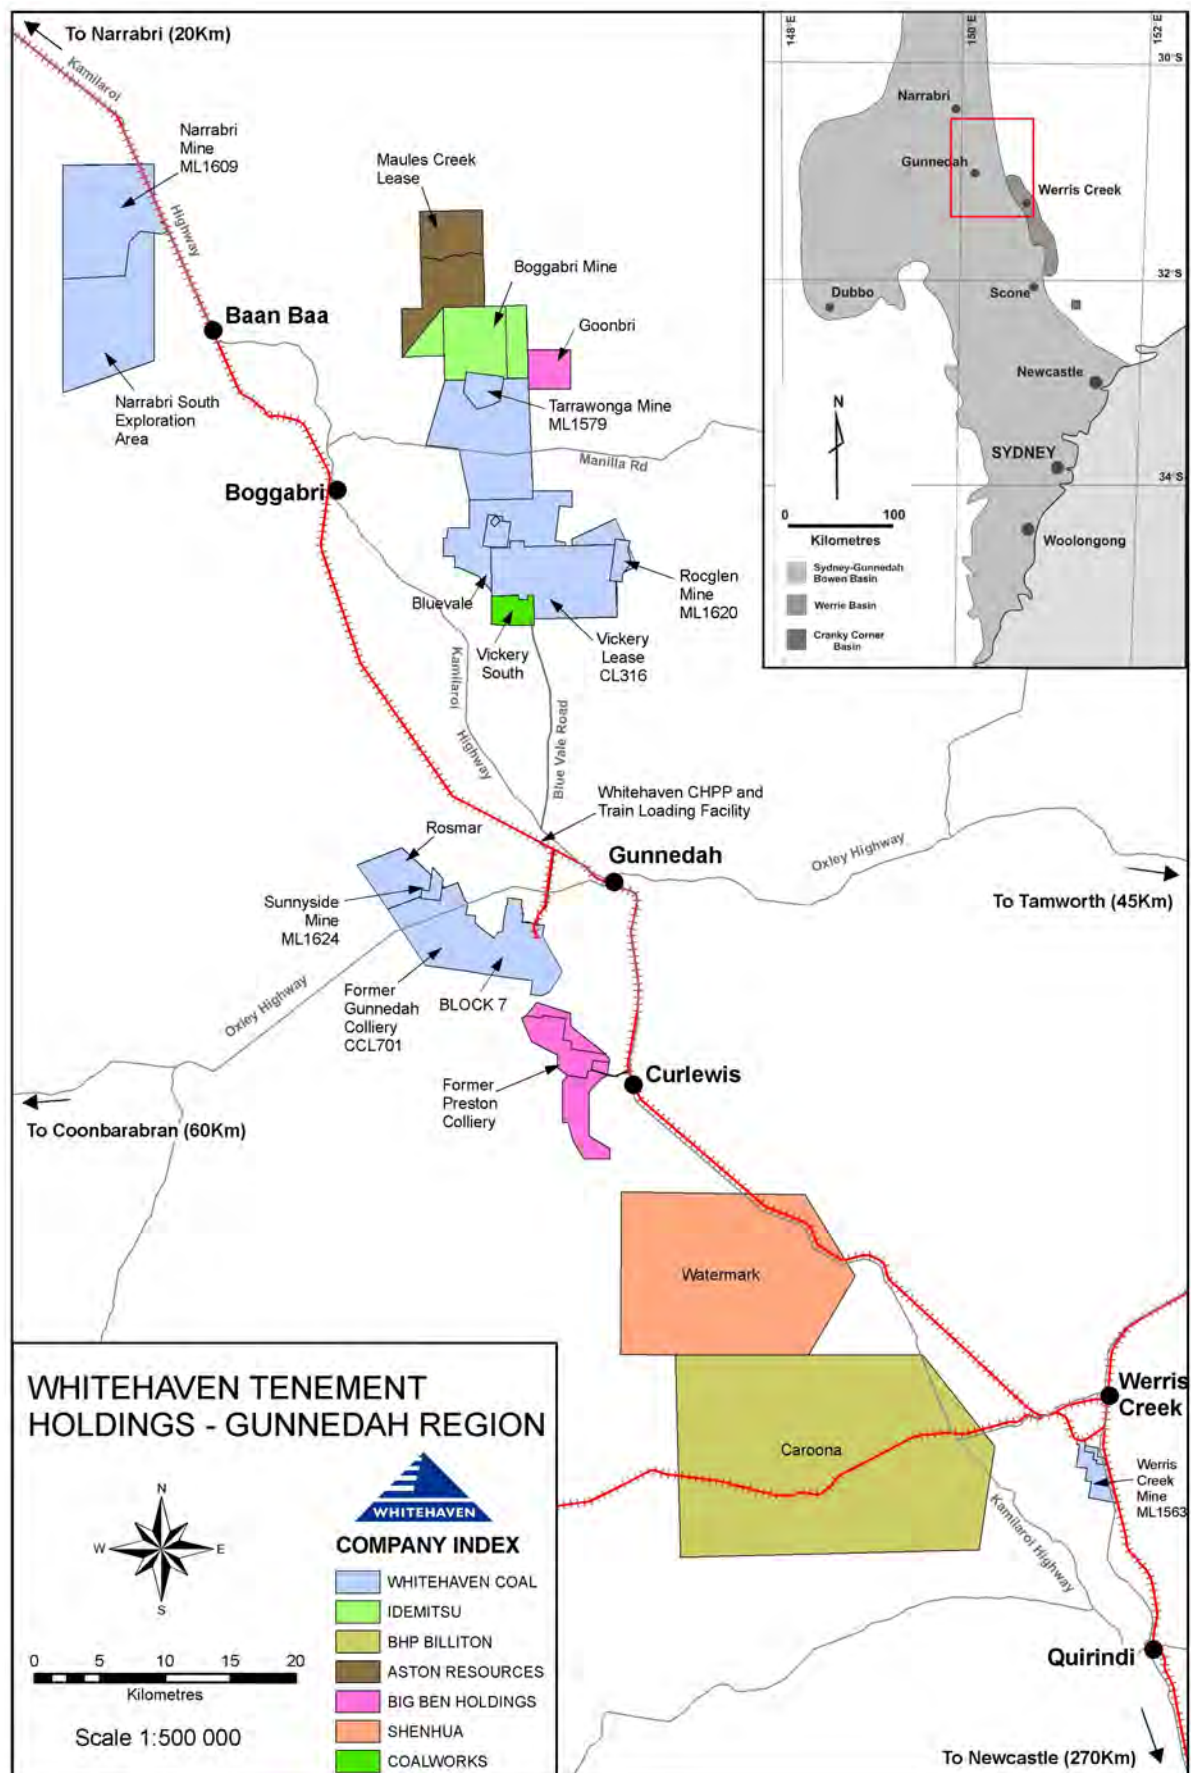 To Narrabri (20Km)
Kamilaroi
Highway
Narrabri
Mine
ML1609
Maules Creek
Lease
Boggabri Mine
Goonbri
Baan Baa
Narrabri South
Exploration
Area
Tarrawonga Mine
ML1579
Manilla Rd
Boggabri
Bluevale
Rocglen
Mine
ML1620
Vickery
South
Vickery
Lease
CL316
Kamilaroi
Highway
Blue Vale Road
Whitehaven CHPP and
Train Loading Facility
Rosmar
Gunnedah
Oxley Highway
To Tamworth (45Km)
Sunnyside
Mine
ML1624
Oxley Highway
Former
Gunnedah
Colliery
CCL701
BLOCK 7
Former
Preston
Colliery
Curlewis
To Coonbarabran (60Km)
Watermark
Caroona
Werris
Creek
Werris
Creek
Mine
ML1563
Kamilaroi Highway
Quirindi
To Newcastle (270Km)
148°E
150°E
152°E
30°S
32°S
34°S
Narrabri
Gunnedah
Werris Creek
Dubbo
Scone
Newcastle
SYDNEY
Woolongong
N
0 100
Kilometres
Sydney-Gunnedah
Bowen Basin
Werrie Basin
Cranky Corner
Basin
WHITEHAVEN TENEMENT
HOLDINGS - GUNNEDAH REGION
N
W E
S
WHITEHAVEN
COMPANY INDEX
WHITEHAVEN COAL
IDEMITSU
BHP BILLITON
ASTON RESOURCES
BIG BEN HOLDINGS
SHENHUA
COALWORKS
0 5 10 15 20
Kilometres
Scale 1:500 000